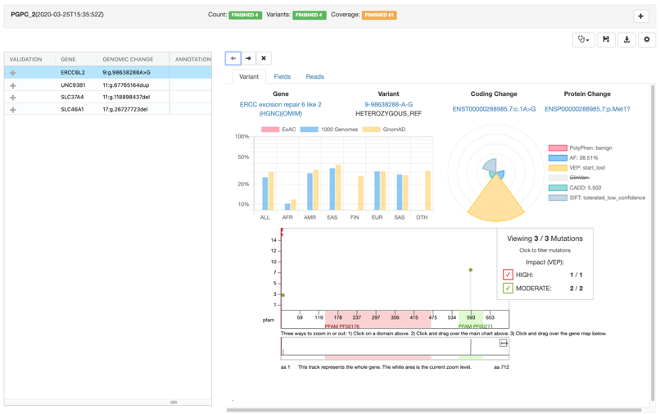 PGPC_2(2020-03-25T15:35:52Z)
Count: FINISHED 4 Variants: FINISHED 4 Coverage: FINISHED 81
VALIDATION GENE GENOMIC CHANGE ANNOTATION
ERCC6L2 9:g.98638288A>G
UNC93B1 11:g.67765164dup
SLC37A4 11:g.118898437del
SLC46A1 17:g.26727723del
Variant Fields Reads
Gene Variant Coding Change Protein Change
ERCC excision repair 6 like 2 9-98638288-A-G ENST00000288985.7:c.1A>G ENSP00000288985.7:p.Met1?
(HGNC)(OMIM) HETEROZYGOUS_REF
ExAC 1000 Genomes GnomAD
100%
50%
20%
10%
ALL AFR AMR EAS FIN EUR SAS OTH
PolyPhen: benign
AF: 38.51%
VEP: start_lost
ClinVar:
CADD: 5.502
SIFT: tolerated_low_confidence
Viewing 3 / 3 Mutations
Click to filter mutations
Impact (VEP):
HIGH: 1 / 1
MODERATE: 2 / 2
14
12
10
7
5
3
1
pfam
59 119 178 237 297 356 415 475 534 593 653
PFAM PF00176 PFAM PF00271
Three ways to zoom in or out: 1) Click on a domain above. 2) Click and drag over the main chart above. 3) Click and drag over the gene map below.
aa 1 This track represents the whole gene. The white area is the current zoom level. aa 712